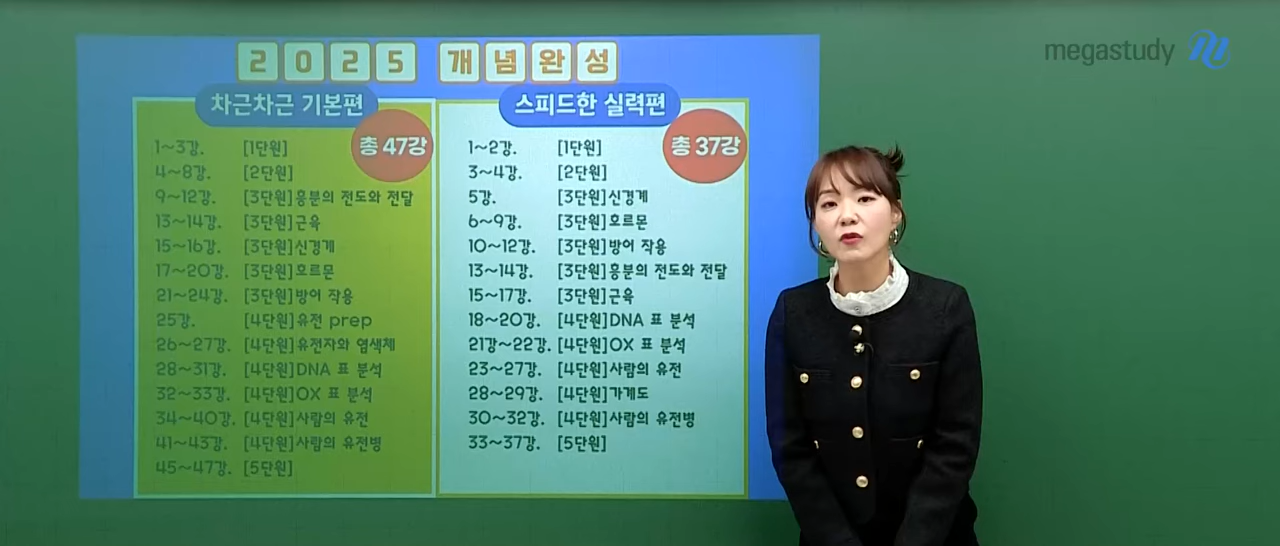 megastudy
2025 개념완성
차근차근 기본편
총 47강
1~3강. [1단원]
4~8강. [2단원]
9~12강. [3단원]흥분의 전도와 전달
13~14강. [3단원]근육
15~16강. [3단원]신경계
17~20강. [3단원]호르몬
21~24강. [3단원]방어 작용
25강. [4단원]유전 prep
26~27강. [4단원]유전자와 염색체
28~31강. [4단원]DNA 표 분석
32~33강. [4단원]OX 표 분석
34~40강. [4단원]사람의 유전
41~43강. [4단원]사람의 유전병
45~47강. [5단원]
스피드한 실력편
총 37강
1~2강. [1단원]
3~4강. [2단원]
5강. [3단원]신경계
6~9강. [3단원]호르몬
10~12강. [3단원]방어 작용
13~14강. [3단원]흥분의 전도와 전달
15~17강. [3단원]근육
18~20강. [4단원]DNA 표 분석
21강~22강. [4단원]OX 표 분석
23~27강. [4단원]사람의 유전
28~29강. [4단원]가계도
30~32강. [4단원]사람의 유전병
33~37강. [5단원]